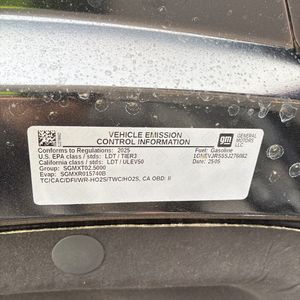 VEHICLE EMISSION
CONTROL INFORMATION
Conforms to Regulations: 2025
U.S. EPA class / stds: LDT / TIER3
California class / stds: LDT / ULEV50
Group: SGMXT02.5000
Evap: SGMXR015740B
TC/CAC/DFI/WR-HO2S/TWC/HO2S, CA OBD: II
gm
GENERAL
MOTORS
LLC
Fuel: Gasoline
Date: 25/05